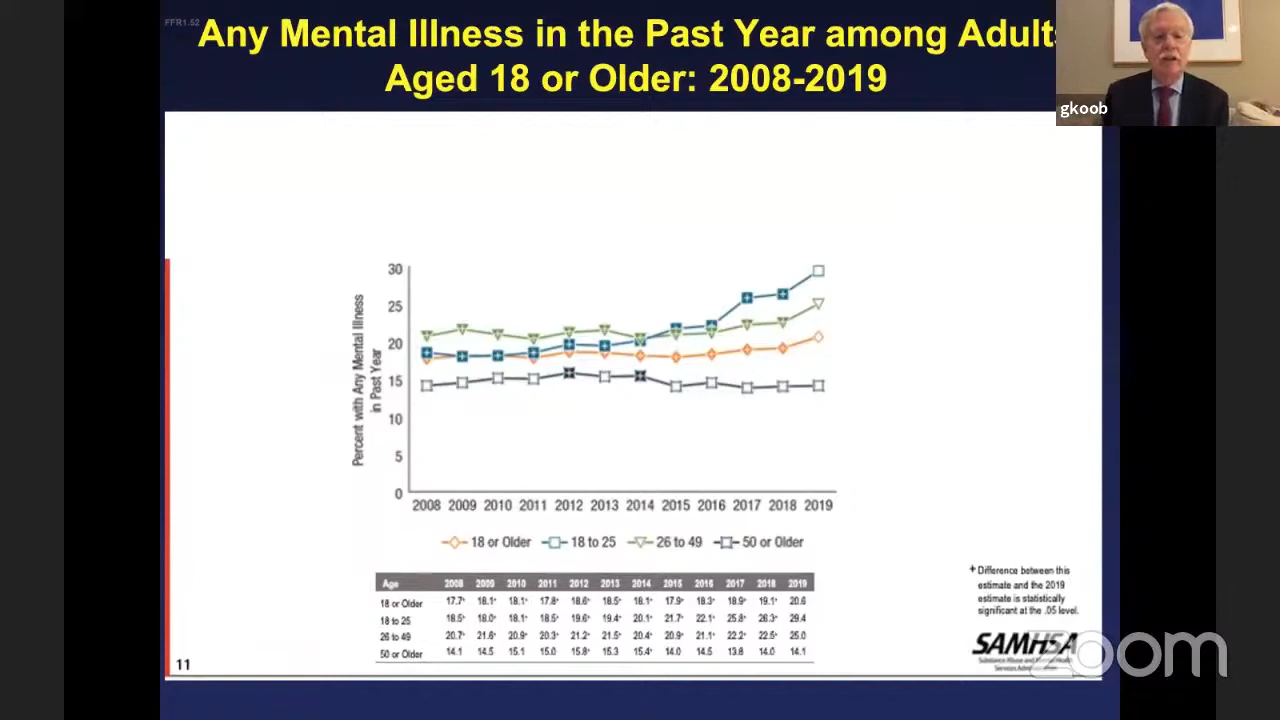 FFR1.52
Any Mental Illness in the Past Year among Adults
Aged 18 or Older: 2008-2019
gkoob
Percent with Any Mental Illness
in Past Year
30
25
20
15
10
5
0
2008 2009 2010 2011 2012 2013 2014 2015 2016 2017 2018 2019
18 or Older 18 to 25 26 to 49 50 or Older
Age 2008 2009 2010 2011 2012 2013 2014 2015 2016 2017 2018 2019
18 or Older 17.7+ 18.1+ 18.1+ 17.8+ 18.6+ 18.5+ 18.1+ 17.9+ 18.3+ 18.9+ 19.1+ 20.6
18 to 25 18.5+ 18.0+ 18.1+ 18.5+ 19.6+ 19.4+ 20.1+ 21.7+ 22.1+ 25.8+ 26.3+ 29.4
26 to 49 20.7+ 21.6+ 20.9+ 20.3+ 21.2+ 21.5+ 20.4+ 20.9+ 21.1+ 22.2+ 22.5+ 25.0
50 or Older 14.1 14.5 15.1 15.0 15.8+ 15.3 15.4+ 14.0 14.5 13.8 14.0 14.1
+ Difference between this
estimate and the 2019
estimate is statistically
significant at the .05 level.
SAMHSA
Substance Abuse and Mental Health
Services Administration
zoom
11